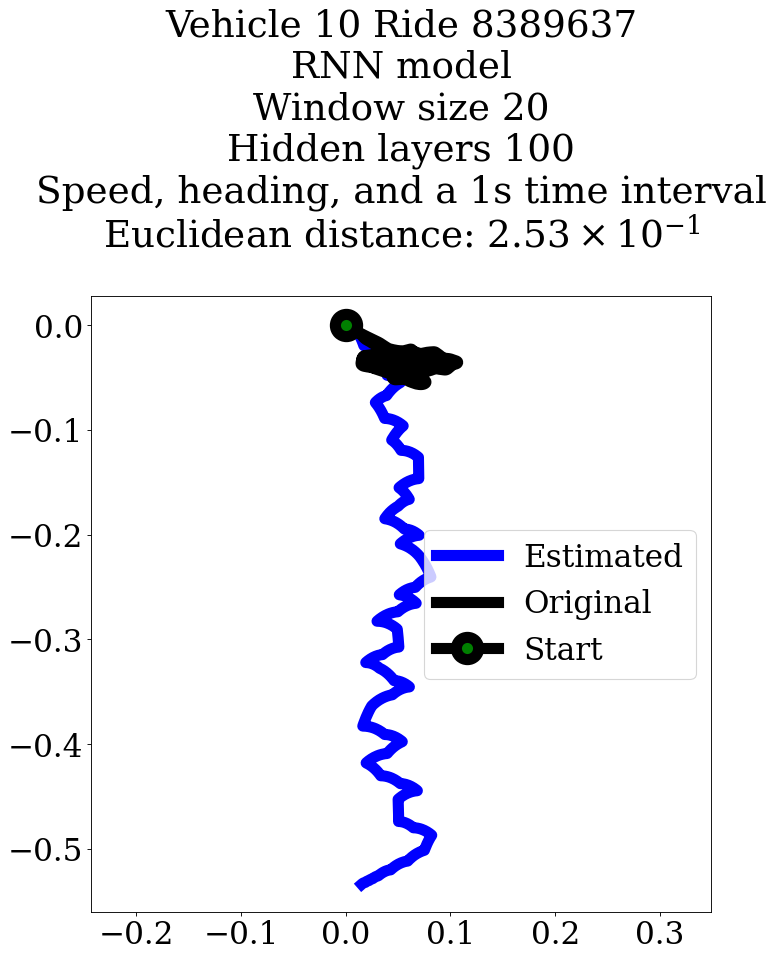 Vehicle 10 Ride 8389637
RNN model
Window size 20
Hidden layers 100
Speed, heading, and a 1s time interval
Euclidean distance: 2.53 × 10⁻¹
0.0
−0.1
−0.2
−0.3
−0.4
−0.5
Estimated
Original
Start
−0.2 −0.1 0.0 0.1 0.2 0.3